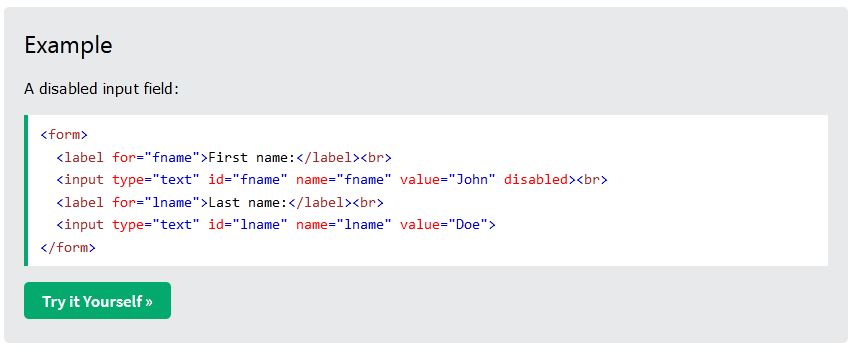 Example
A disabled input field:
<form>
  <label for="fname">First name:</label><br>
  <input type="text" id="fname" name="fname" value="John" disabled><br>
  <label for="lname">Last name:</label><br>
  <input type="text" id="lname" name="lname" value="Doe">
</form>
Try it Yourself »